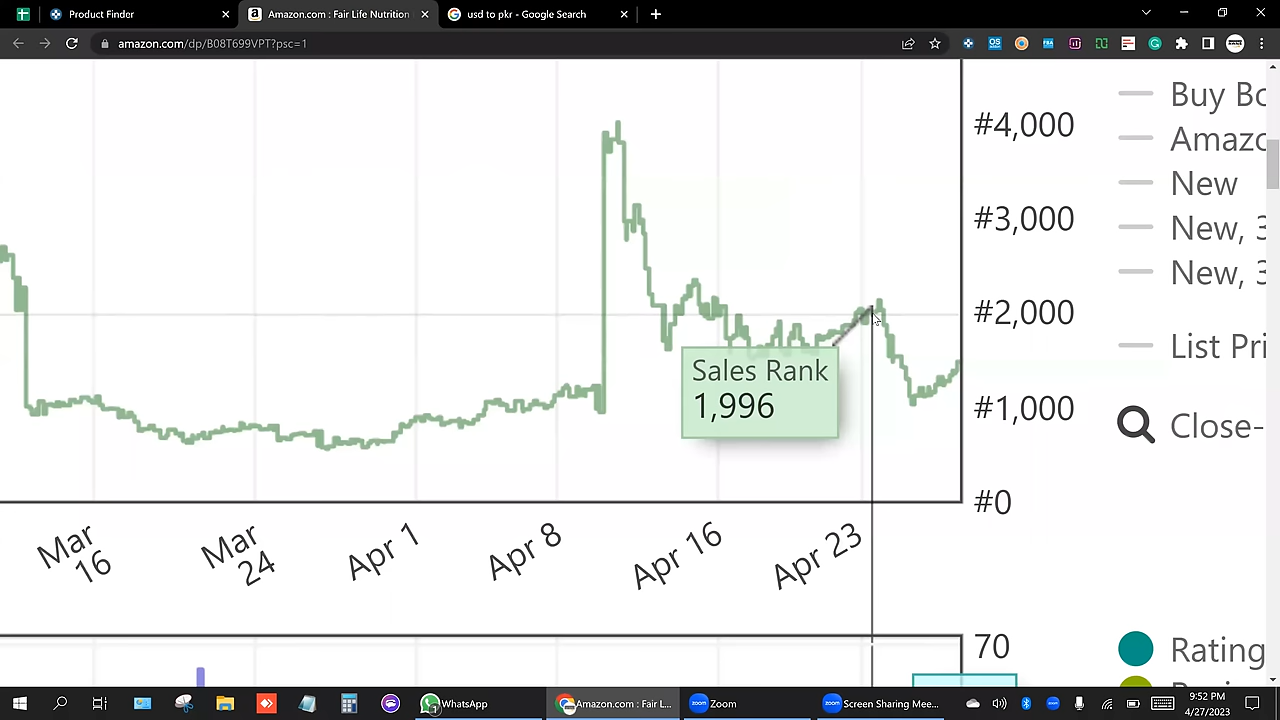 Product Finder
Amazon.com : Fair Life Nutrition
usd to pkr - Google Search
amazon.com/dp/B08T699VPT?psc=1
#4,000
#3,000
#2,000
#1,000
#0
Buy Bo
Amazo
New
New, 3
New, 3
List Pri
Close-
Sales Rank
1,996
Mar 16
Mar 24
Apr 1
Apr 8
Apr 16
Apr 23
70
Rating
WhatsApp
Amazon.com : Fair L...
Zoom
Screen Sharing Mee...
9:52 PM
4/27/2023